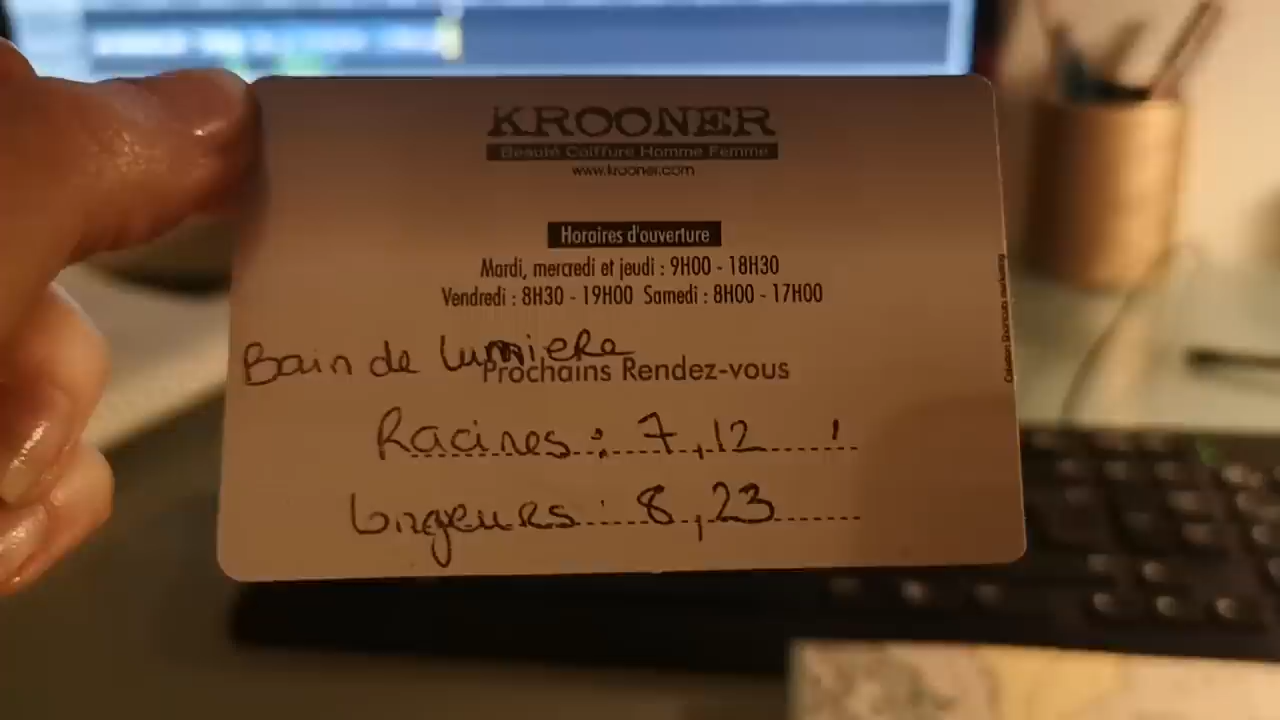 KROONER
Beauté Coiffure Homme Femme
www.krooner.com
Horaires d'ouverture
Mardi, mercredi et jeudi : 9H00 - 18H30
Vendredi : 8H30 - 19H00 Samedi : 8H00 - 17H00
Bain de lumiere
Prochains Rendez-vous
Racines : 7,12
Longueurs : 8,23